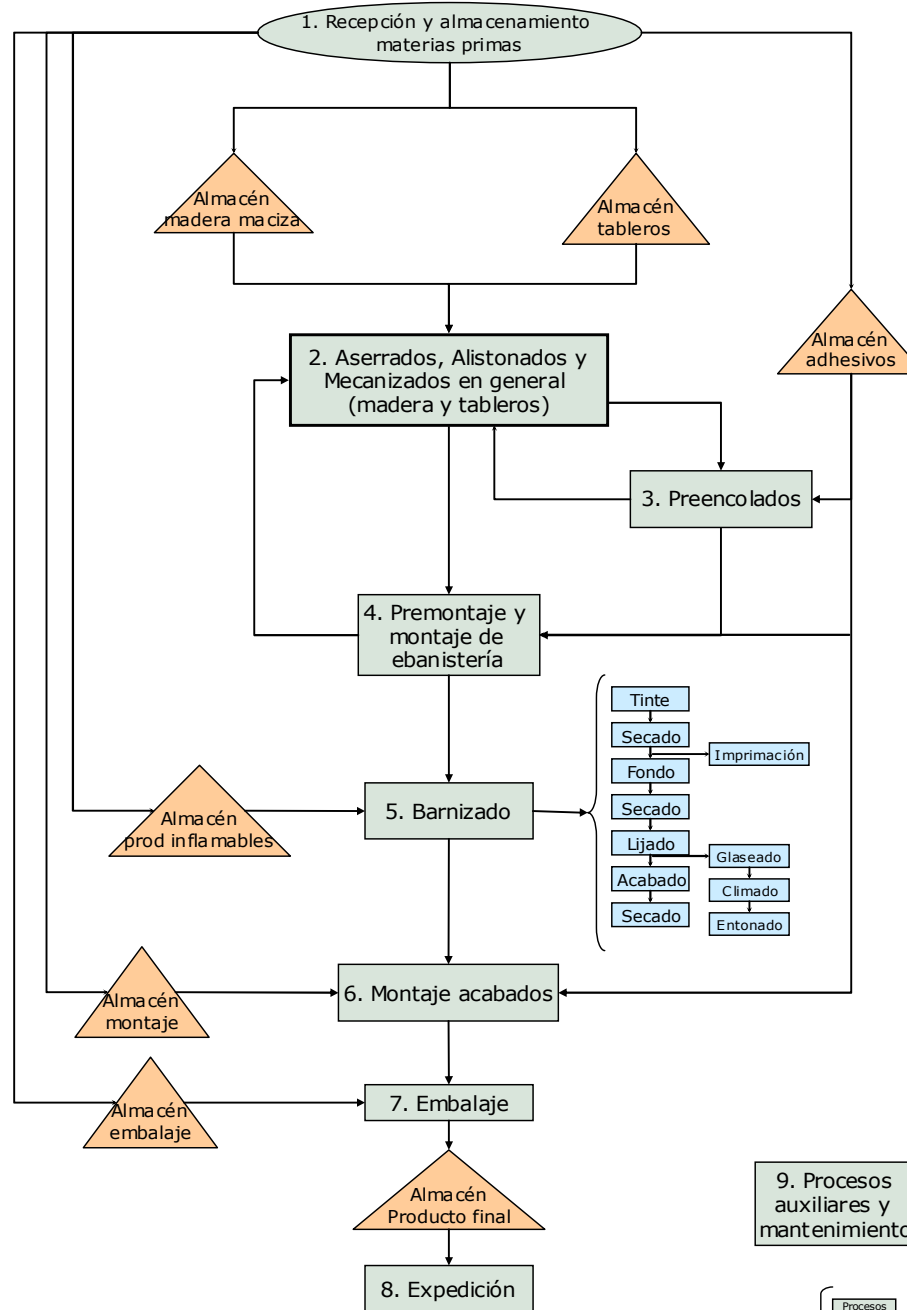 1. Recepción y almacenamiento
materias primas
Almacén
madera maciza
Almacén
tableros
Almacén
adhesivos
2. Aserrados, Alistonados y
Mecanizados en general
(madera y tableros)
3. Preencolados
4. Premontaje y
montaje de
ebanistería
Tinte
Secado
Imprimación
Fondo
Secado
Lijado
Glaseado
Acabado
Climado
Secado
Entonado
5. Barnizado
Almacén
prod inflamables
6. Montaje acabados
Almacén
montaje
7. Embalaje
Almacén
embalaje
Almacén
Producto final
9. Procesos
auxiliares y
mantenimiento
8. Expedición
Procesos